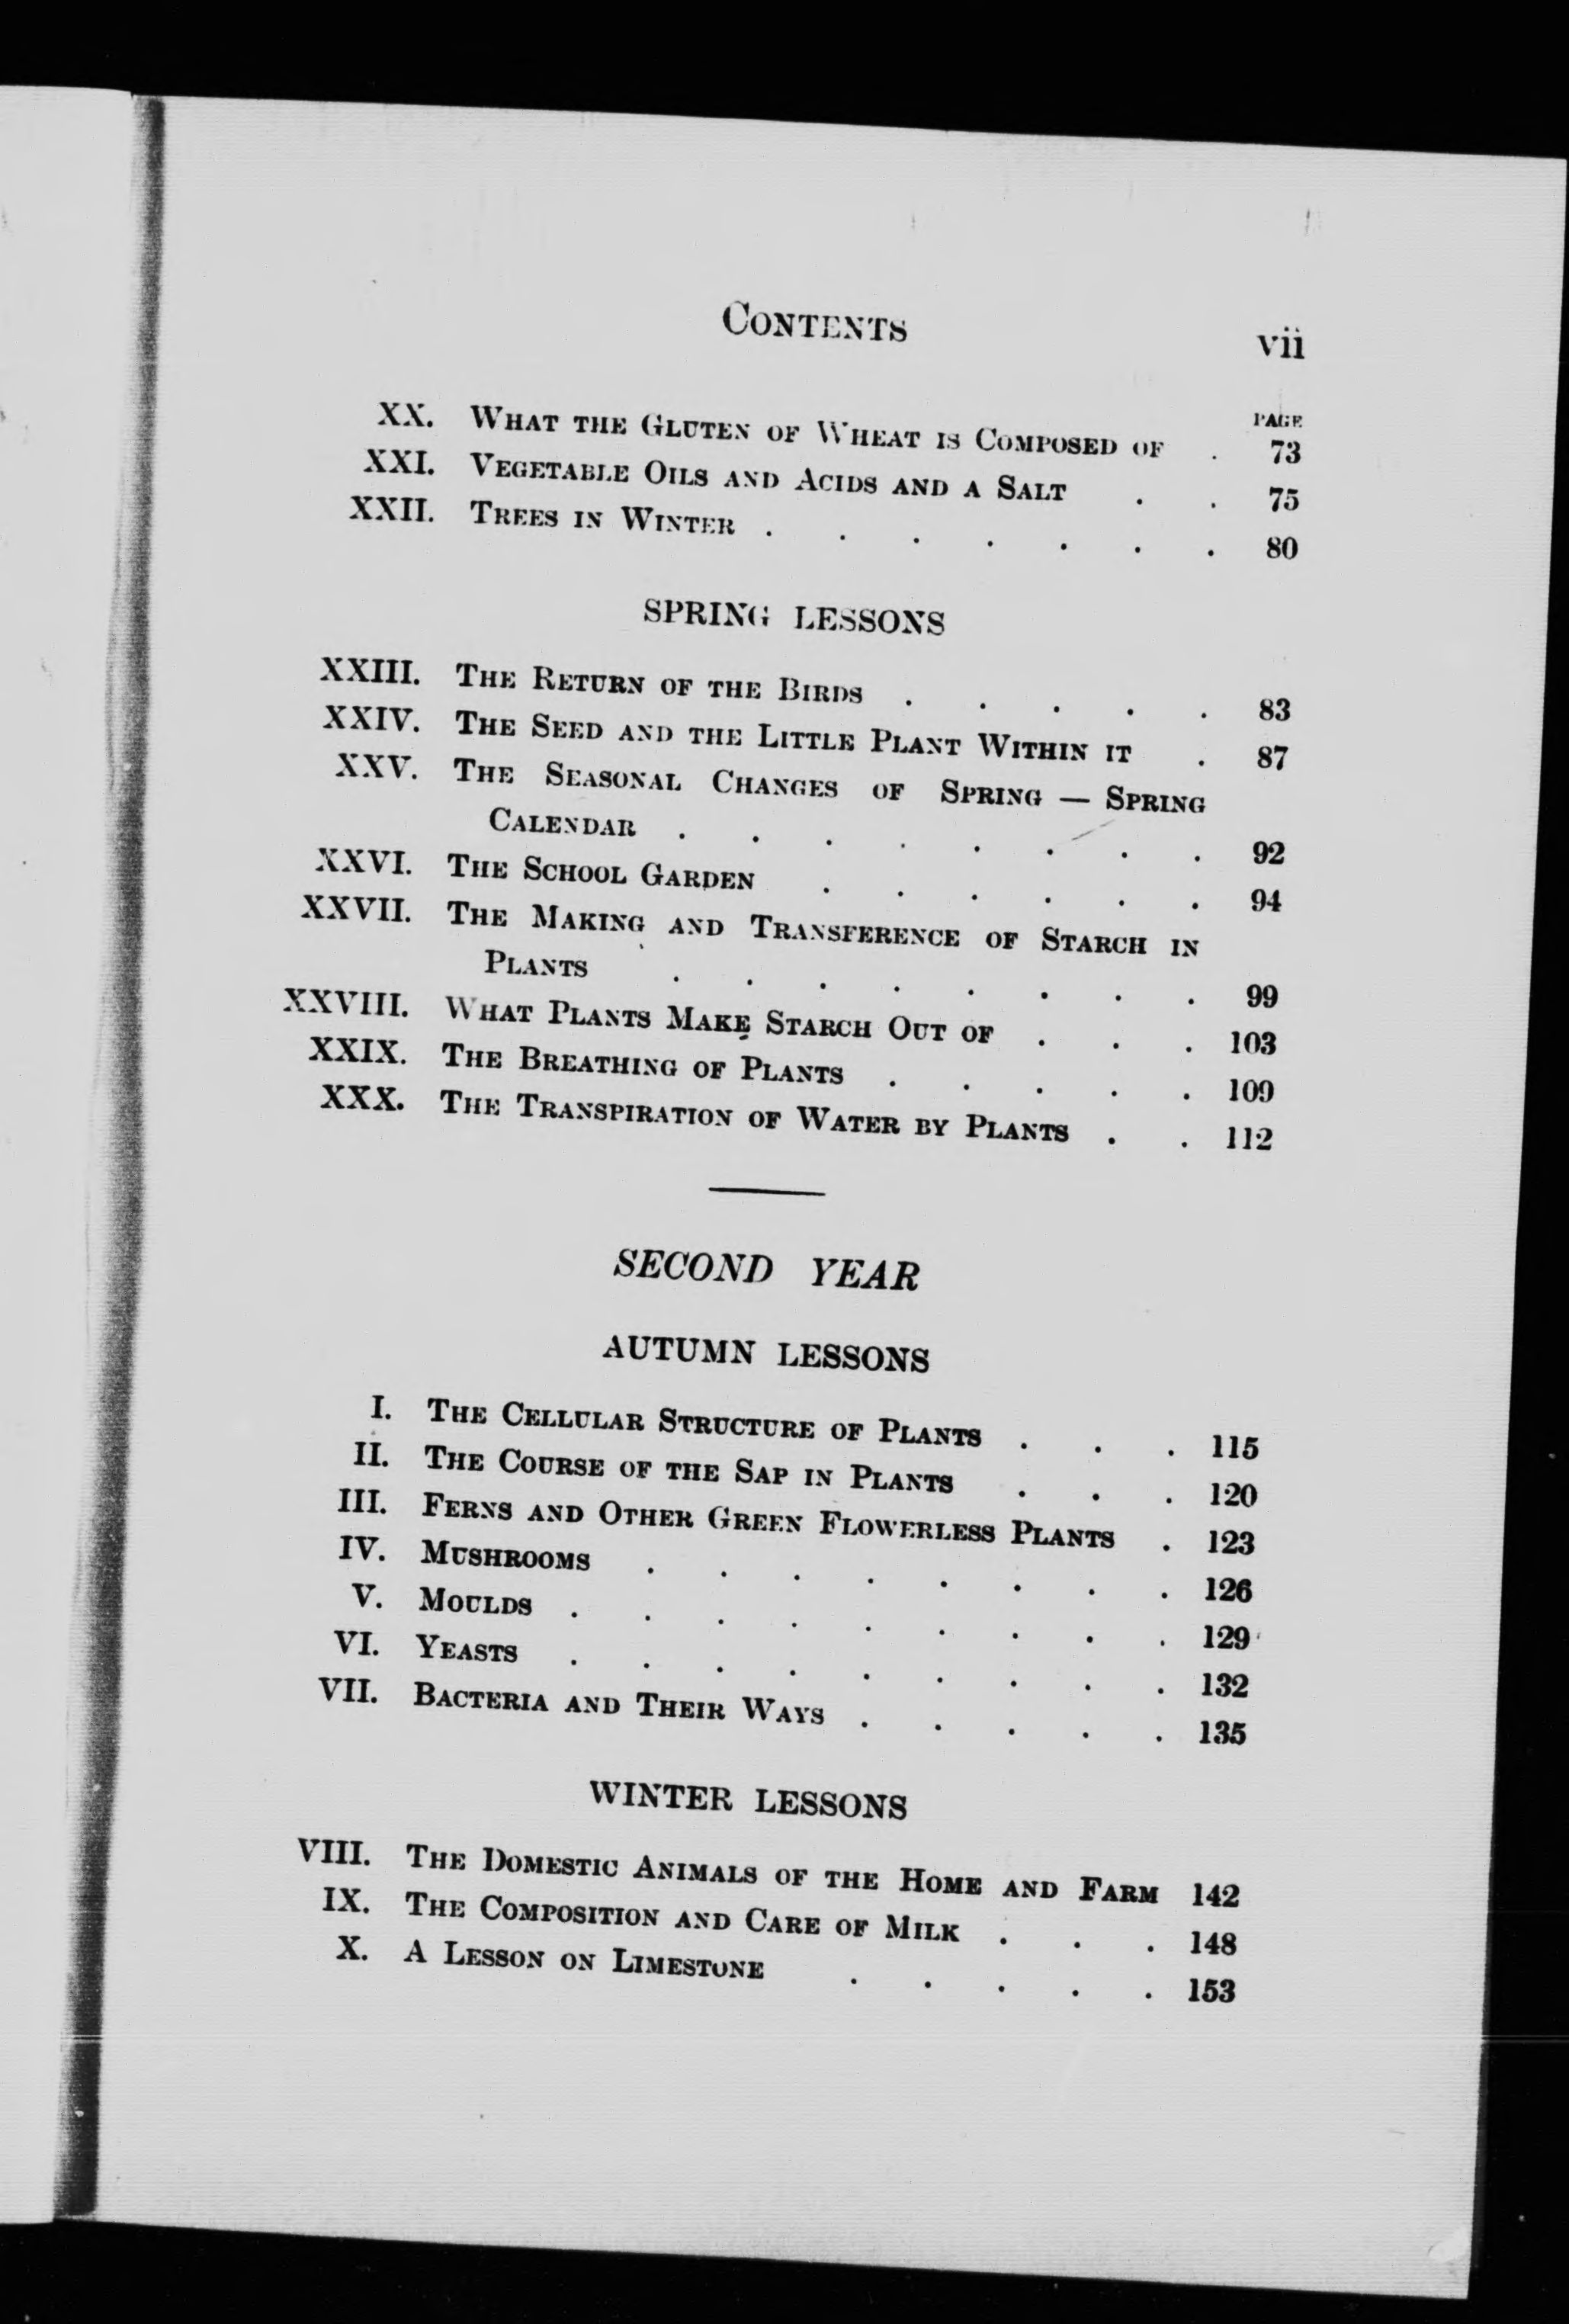 CONTENTS vii
PAGE
XX. WHAT THE GLUTEN OF WHEAT IS COMPOSED OF . 73
XXI. VEGETABLE OILS AND ACIDS AND A SALT . . 75
XXII. TREES IN WINTER . . . . . . . 80
SPRING LESSONS
XXIII. THE RETURN OF THE BIRDS . . . . . 83
XXIV. THE SEED AND THE LITTLE PLANT WITHIN IT . 87
XXV. THE SEASONAL CHANGES OF SPRING — SPRING
CALENDAR . . . . . . . . 92
XXVI. THE SCHOOL GARDEN . . . . . . 94
XXVII. THE MAKING AND TRANSFERENCE OF STARCH IN
PLANTS . . . . . . . . 99
XXVIII. WHAT PLANTS MAKE STARCH OUT OF . . . 103
XXIX. THE BREATHING OF PLANTS . . . . . 109
XXX. THE TRANSPIRATION OF WATER BY PLANTS . . 112
SECOND YEAR
AUTUMN LESSONS
I. THE CELLULAR STRUCTURE OF PLANTS . . . 115
II. THE COURSE OF THE SAP IN PLANTS . . . 120
III. FERNS AND OTHER GREEN FLOWERLESS PLANTS . 123
IV. MUSHROOMS . . . . . . . . 126
V. MOULDS . . . . . . . . . 129
VI. YEASTS . . . . . . . . . 132
VII. BACTERIA AND THEIR WAYS . . . . . 135
WINTER LESSONS
VIII. THE DOMESTIC ANIMALS OF THE HOME AND FARM 142
IX. THE COMPOSITION AND CARE OF MILK . . . 148
X. A LESSON ON LIMESTONE . . . . . 153